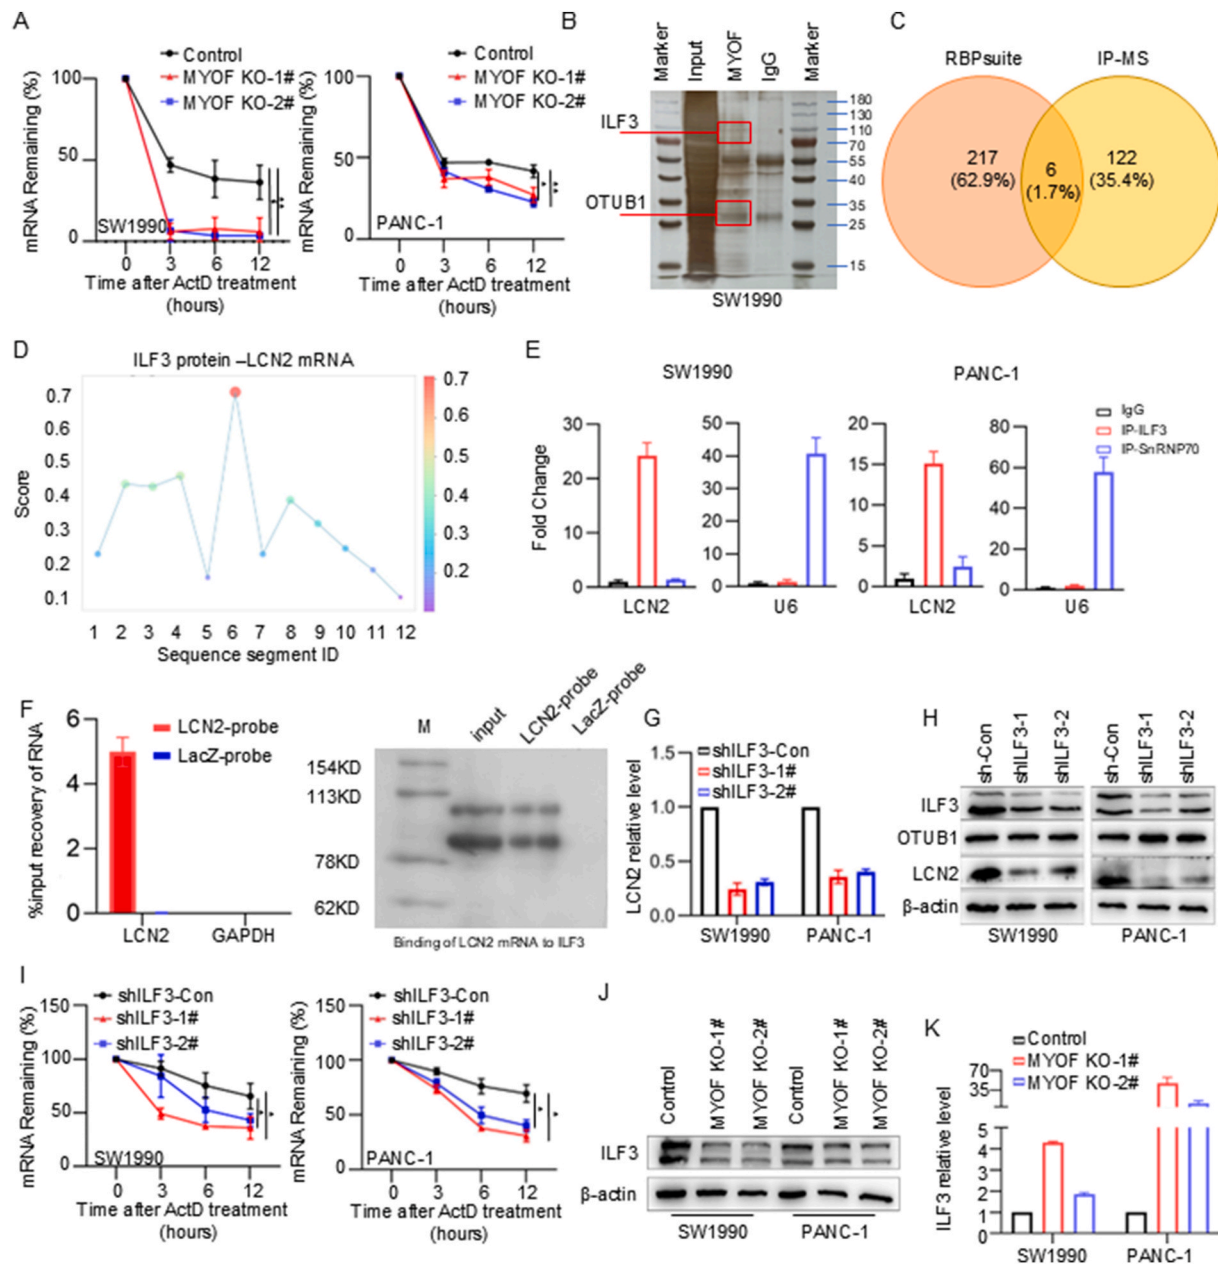 A
Control
MYOF KO-1#
MYOF KO-2#
mRNA Remaining (%)
100
50
0
SW1990
0 3 6 12
Time after ActD treatment
(hours)
Control
MYOF KO-1#
MYOF KO-2#
mRNA Remaining (%)
100
50
0
PANC-1
0 3 6 12
Time after ActD treatment
(hours)
B
Marker
Input
MYOF
IgG
Marker
ILF3
OTUB1
180
130
110
70
55
40
35
25
15
SW1990
C
RBPsuite
IP-MS
217
(62.9%)
6
(1.7%)
122
(35.4%)
D
ILF3 protein –LCN2 mRNA
Score
0.7
0.6
0.5
0.4
0.3
0.2
0.1
1 2 3 4 5 6 7 8 9 10 11 12
Sequence segment ID
0.7
0.6
0.5
0.4
0.3
0.2
E
SW1990
PANC-1
Fold Change
30
20
10
0
LCN2
50
40
30
20
10
0
U6
20
15
10
5
0
LCN2
80
60
40
20
0
U6
IgG
IP-ILF3
IP-SnRNP70
F
%input recovery of RNA
6
4
2
0
LCN2-probe
LacZ-probe
LCN2 GAPDH
M
input
LCN2-probe
LacZ-probe
154KD
113KD
78KD
62KD
Binding of LCN2 mRNA to ILF3
G
LCN2 relative level
1.5
1.0
0.5
0.0
shILF3-Con
shILF3-1#
shILF3-2#
SW1990 PANC-1
H
sh-Con
shILF3-1
shILF3-2
sh-Con
shILF3-1
shILF3-2
ILF3
OTUB1
LCN2
β-actin
SW1990 PANC-1
I
shILF3-Con
shILF3-1#
shILF3-2#
mRNA Remaining (%)
150
100
50
0
SW1990
0 3 6 12
Time after ActD treatment
(hours)
shILF3-Con
shILF3-1#
shILF3-2#
mRNA Remaining (%)
150
100
50
0
PANC-1
0 3 6 12
Time after ActD treatment
(hours)
J
Control
MYOF KO-1#
MYOF KO-2#
Control
MYOF KO-1#
MYOF KO-2#
ILF3
β-actin
SW1990 PANC-1
K
Control
MYOF KO-1#
MYOF KO-2#
ILF3 relative level
70
35
5
4
3
2
1
0
SW1990 PANC-1